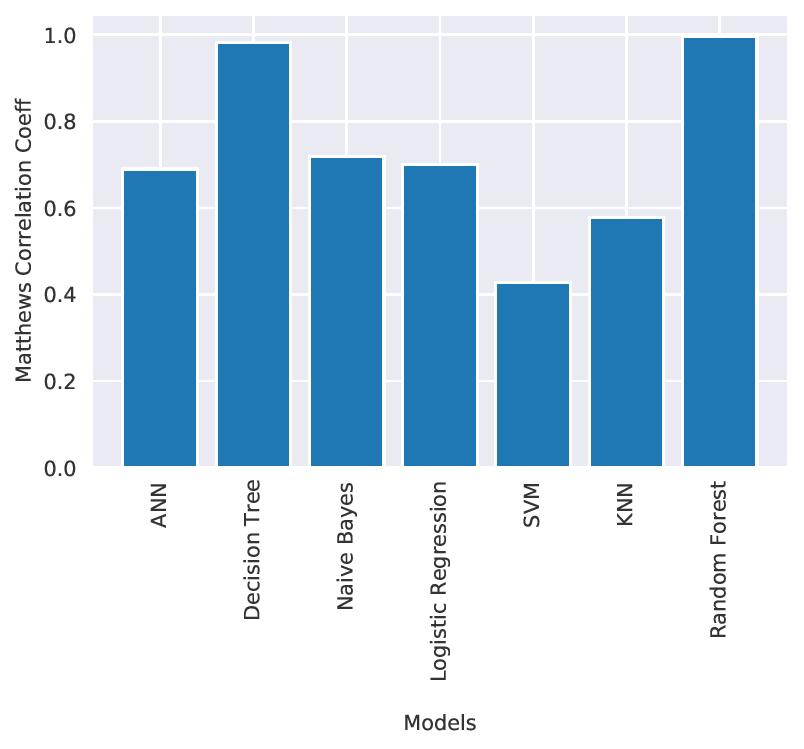 Matthews Correlation Coeff
1.0
0.8
0.6
0.4
0.2
0.0
ANN
Decision Tree
Naive Bayes
Logistic Regression
SVM
KNN
Random Forest
Models